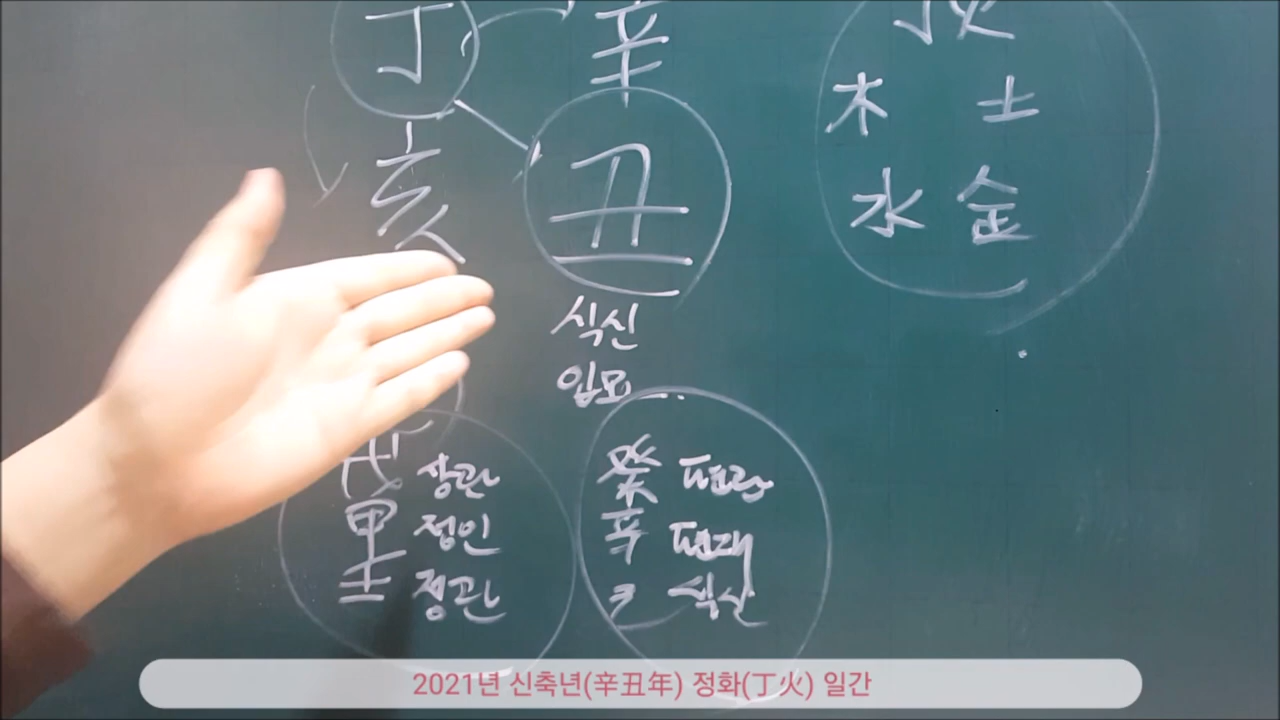 丁 辛
亥 丑
식신
입묘
戊 상관
甲 정인
壬 정관
癸 편관
辛 편재
己 식신
丁火
木 土
水 金
2021년 신축년(辛丑年) 정화(丁火) 일간